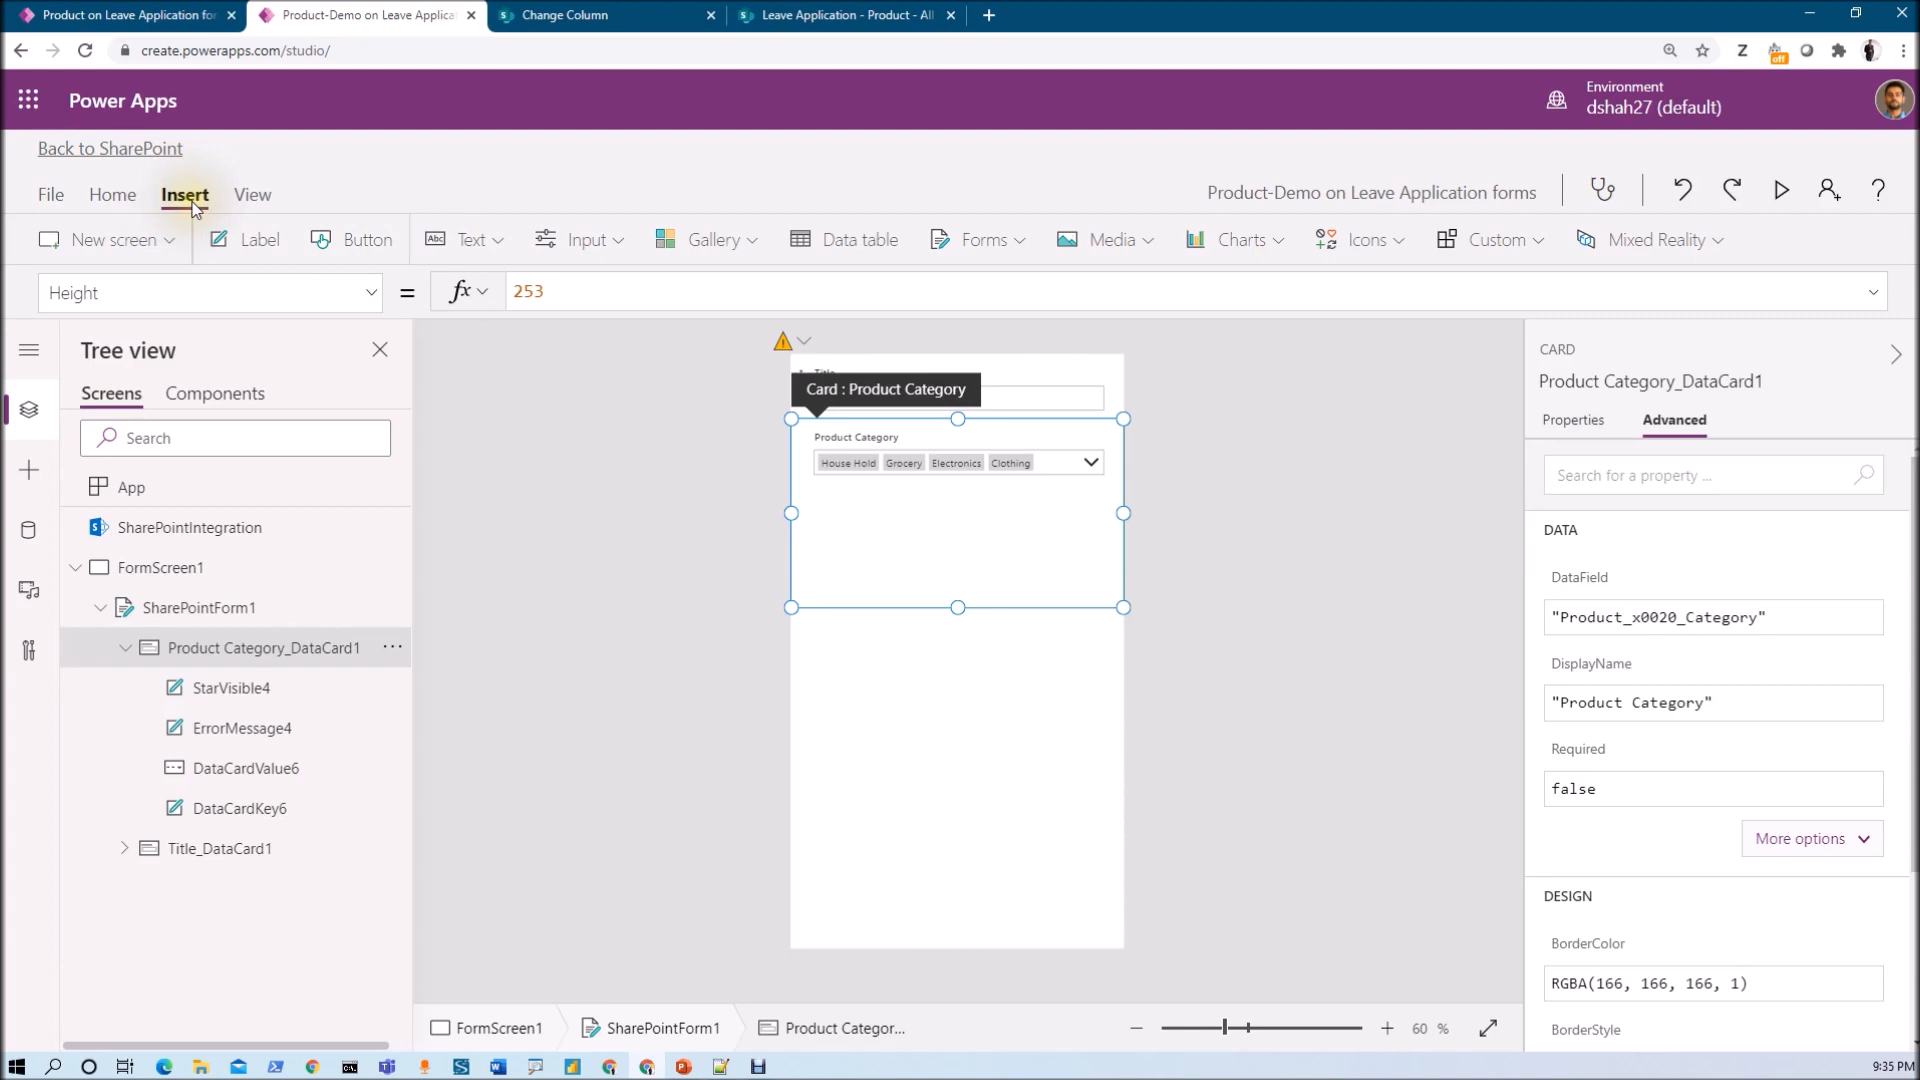 Product on Leave Application for
Product-Demo on Leave Applica
Change Column
Leave Application - Product - All
create.powerapps.com/studio/
Z
off
Power Apps
Environment
dshah27 (default)
Back to SharePoint
File Home Insert View
Product-Demo on Leave Application forms
New screen Label Button Abc Text Input Gallery Data table Forms Media Charts Icons Custom Mixed Reality
Height = fx 253
Tree view
Screens Components
Search
App
SharePointIntegration
FormScreen1
SharePointForm1
Product Category_DataCard1 ...
StarVisible4
ErrorMessage4
DataCardValue6
DataCardKey6
Title_DataCard1
Title
Card : Product Category
Product Category
House Hold Grocery Electronics Clothing
FormScreen1 SharePointForm1 Product Categor...
60 %
CARD
Product Category_DataCard1
Properties Advanced
Search for a property ...
DATA
DataField
"Product_x0020_Category"
DisplayName
"Product Category"
Required
false
More options
DESIGN
BorderColor
RGBA(166, 166, 166, 1)
BorderStyle
9:35 PM